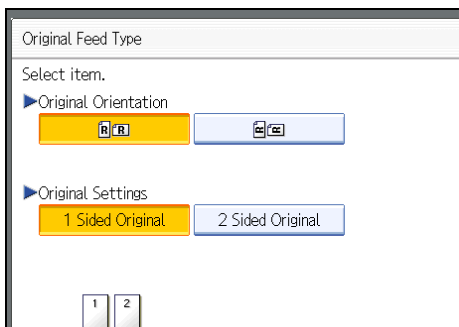 Original Feed Type
Select item.
Original Orientation
R R R R
Original Settings
1 Sided Original 2 Sided Original
1 2